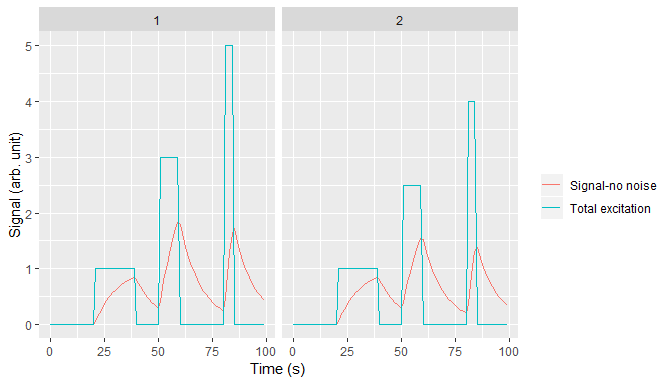 1 2
5
4
3
2
1
0
Signal (arb. unit)
0 25 50 75 100 0 25 50 75 100
Time (s)
Signal-no noise
Total excitation